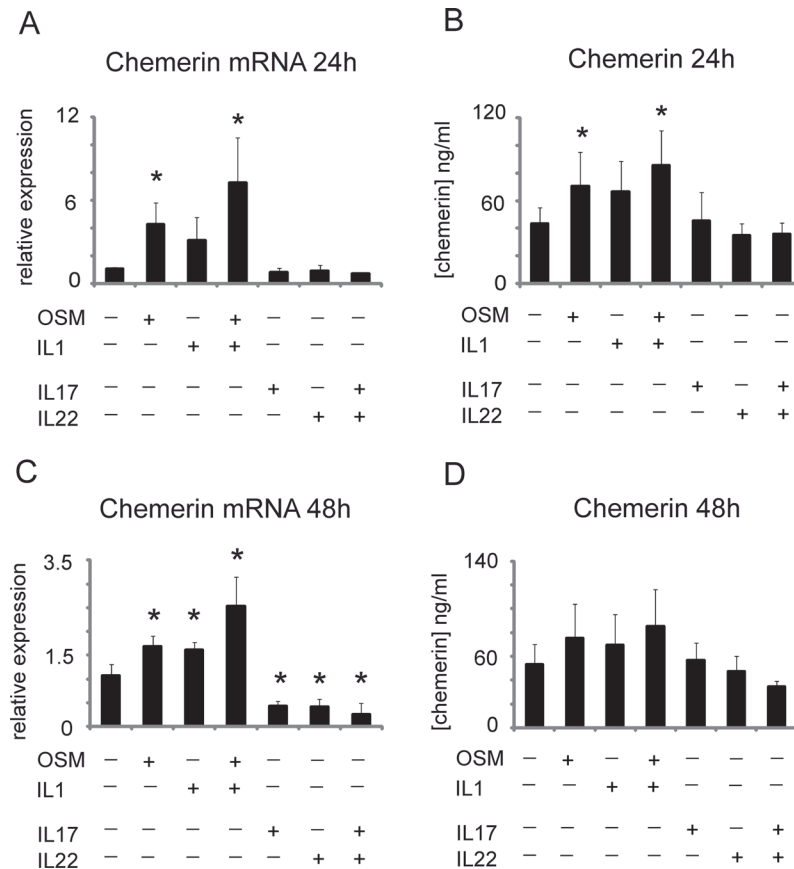 A
Chemerin mRNA 24h
relative expression
12
6
0
* *
OSM – + – + – – –
IL1 – – + + – – –
IL17 – – – – + – +
IL22 – – – – – + +
B
Chemerin 24h
[chemerin] ng/ml
120
60
0
* *
OSM – + – + – – –
IL1 – – + + – – –
IL17 – – – – + – +
IL22 – – – – – + +
C
Chemerin mRNA 48h
relative expression
3.5
1.5
0
* * * * * *
OSM – + – + – – –
IL1 – – + + – – –
IL17 – – – – + – +
IL22 – – – – – + +
D
Chemerin 48h
[chemerin] ng/ml
140
60
0
OSM – + – + – – –
IL1 – – + + – – –
IL17 – – – – + – +
IL22 – – – – – + +